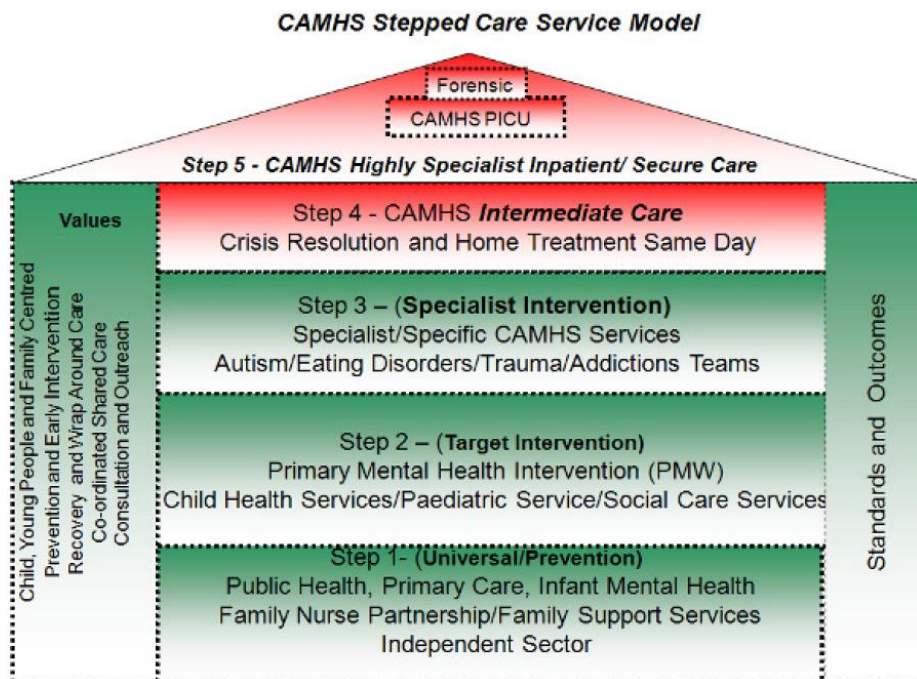 CAMHS Stepped Care Service Model
Forensic
CAMHS PICU
Step 5 - CAMHS Highly Specialist Inpatient/ Secure Care
Values
Child, Young People and Family Centred
Prevention and Early Intervention
Recovery and Wrap Around Care
Co-ordinated Shared Care
Consultation and Outreach
Step 4 - CAMHS Intermediate Care
Crisis Resolution and Home Treatment Same Day
Step 3 – (Specialist Intervention)
Specialist/Specific CAMHS Services
Autism/Eating Disorders/Trauma/Addictions Teams
Step 2 – (Target Intervention)
Primary Mental Health Intervention (PMW)
Child Health Services/Paediatric Service/Social Care Services
Step 1- (Universal/Prevention)
Public Health, Primary Care, Infant Mental Health
Family Nurse Partnership/Family Support Services
Independent Sector
Standards and Outcomes